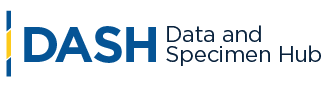 DASH Data and
Specimen Hub